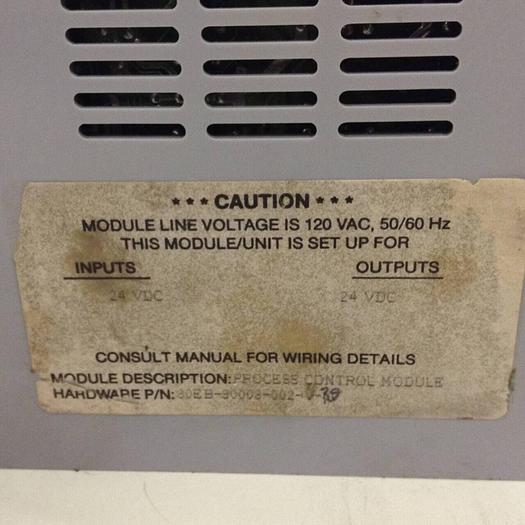 *** CAUTION ***
MODULE LINE VOLTAGE IS 120 VAC, 50/60 Hz
THIS MODULE/UNIT IS SET UP FOR
INPUTS OUTPUTS
24 VDC 24 VDC
CONSULT MANUAL FOR WIRING DETAILS
MODULE DESCRIPTION: PROCESS CONTROL MODULE
HARDWARE P/N: